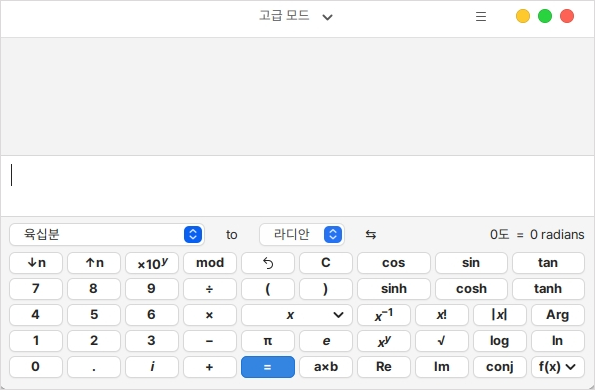 고급 모드
육십분 to 라디안 ⇆ 0도 = 0 radians
↓n ↑n ×10^y mod C cos sin tan
7 8 9 ÷ ( ) sinh cosh tanh
4 5 6 × x x^−1 x! |x| Arg
1 2 3 − π e x^y √ log ln
0 . i + = a×b Re Im conj f(x)